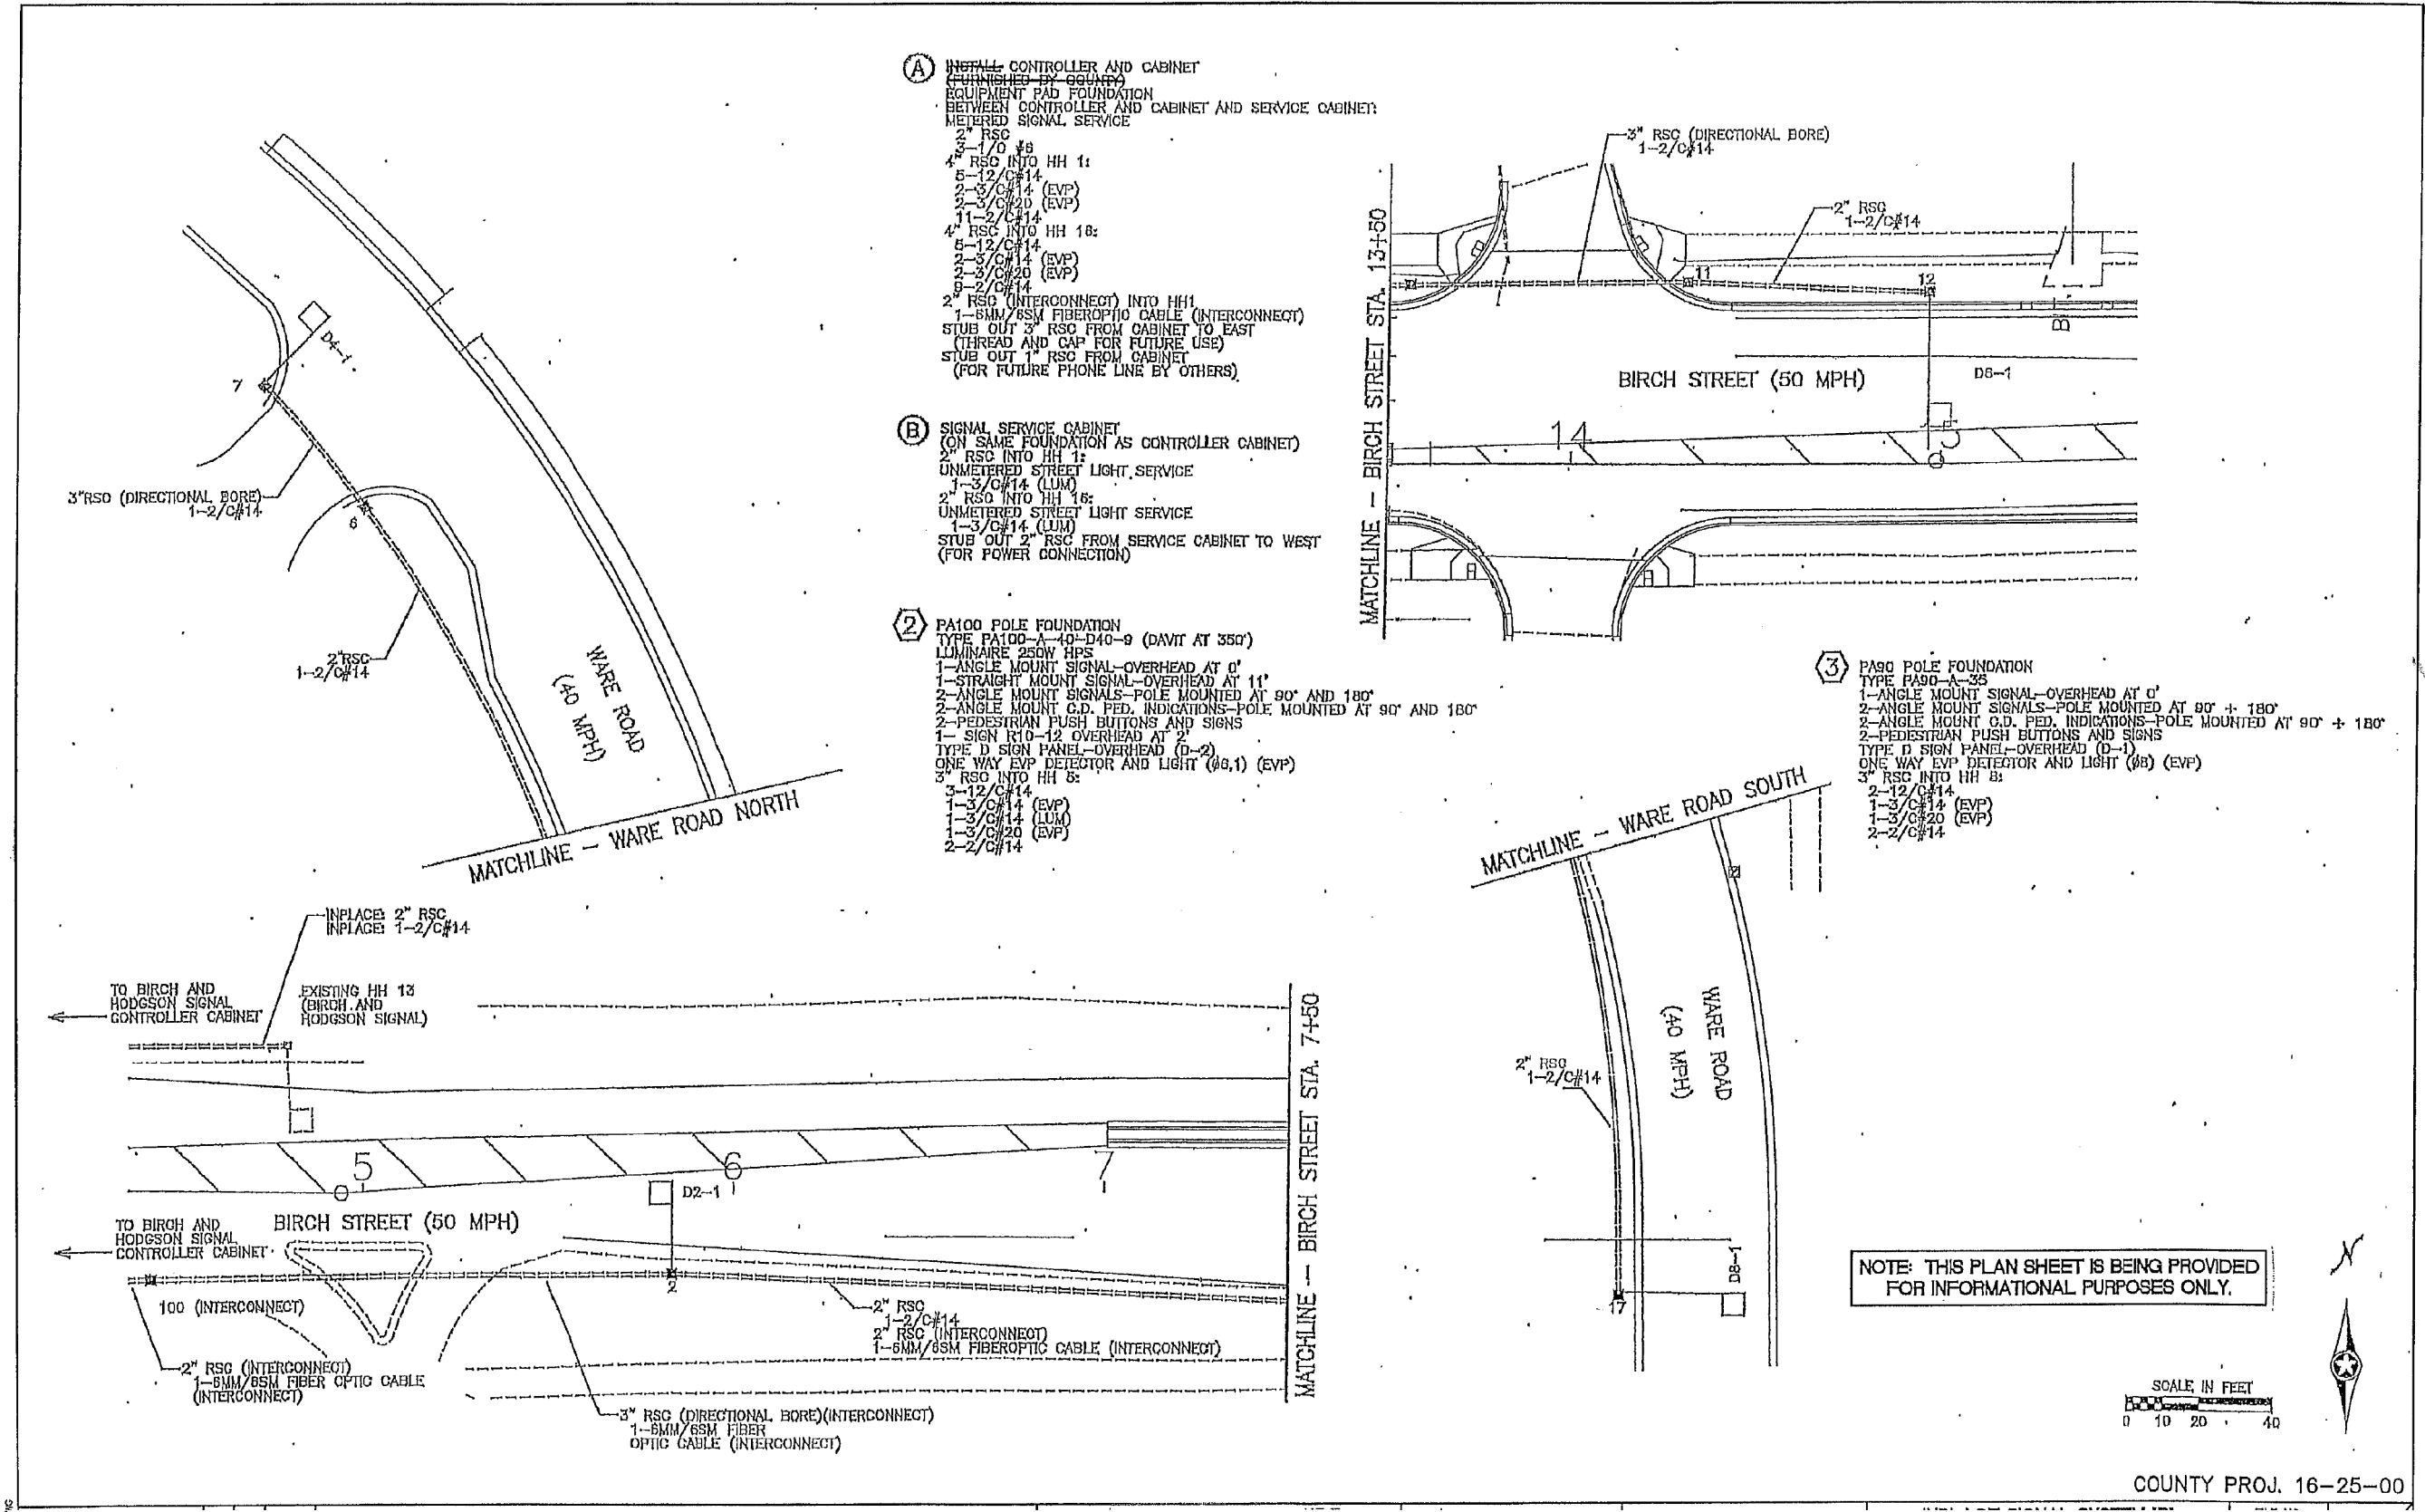 A INSTALL CONTROLLER AND CABINET
(FURNISHED BY COUNTY)
EQUIPMENT PAD FOUNDATION
BETWEEN CONTROLLER AND CABINET AND SERVICE CABINET:
METERED SIGNAL SERVICE
2" RSC
3-1/0 #6
4" RSC INTO HH 1:
5-12/C#14
2-3/C#14 (EVP)
2-3/C#20 (EVP)
11-2/C#14
4" RSC INTO HH 16:
5-12/C#14
2-3/C#14 (EVP)
2-3/C#20 (EVP)
9-2/C#14
2" RSC (INTERCONNECT) INTO HH1
1-6MM/6SM FIBEROPTIC CABLE (INTERCONNECT)
STUB OUT 3" RSC FROM CABINET TO EAST
(THREAD AND CAP FOR FUTURE USE)
STUB OUT 1" RSC FROM CABINET
(FOR FUTURE PHONE LINE BY OTHERS)
B SIGNAL SERVICE CABINET
(ON SAME FOUNDATION AS CONTROLLER CABINET)
2" RSC INTO HH 1:
UNMETERED STREET LIGHT SERVICE
1-3/C#14 (LUM)
2" RSC INTO HH 16:
UNMETERED STREET LIGHT SERVICE
1-3/C#14 (LUM)
STUB OUT 2" RSC FROM SERVICE CABINET TO WEST
(FOR POWER CONNECTION)
2 PA100 POLE FOUNDATION
TYPE PA100-A-40-D40-9 (DAVIT AT 350°)
LUMINAIRE 250W HPS
1-ANGLE MOUNT SIGNAL-OVERHEAD AT 0'
1-STRAIGHT MOUNT SIGNAL-OVERHEAD AT 11'
2-ANGLE MOUNT SIGNALS-POLE MOUNTED AT 90° AND 180°
2-ANGLE MOUNT C.D. PED. INDICATIONS-POLE MOUNTED AT 90° AND 180°
2-PEDESTRIAN PUSH BUTTONS AND SIGNS
1- SIGN R10-12 OVERHEAD AT 2'
TYPE D SIGN PANEL-OVERHEAD (D-2)
ONE WAY EVP DETECTOR AND LIGHT (Ø6,1) (EVP)
3" RSC INTO HH 5:
3-12/C#14
1-3/C#14 (EVP)
1-3/C#14 (LUM)
1-3/C#20 (EVP)
2-2/C#14
3 PA90 POLE FOUNDATION
TYPE PA90-A-35
1-ANGLE MOUNT SIGNAL-OVERHEAD AT 0'
2-ANGLE MOUNT SIGNALS-POLE MOUNTED AT 90° + 180°
2-ANGLE MOUNT C.D. PED. INDICATIONS-POLE MOUNTED AT 90° + 180°
2-PEDESTRIAN PUSH BUTTONS AND SIGNS
TYPE D SIGN PANEL-OVERHEAD (D-1)
ONE WAY EVP DETECTOR AND LIGHT (Ø8) (EVP)
3" RSC INTO HH 8:
2-12/C#14
1-3/C#14 (EVP)
1-3/C#20 (EVP)
2-2/C#14
D4-1
7
3"RSC (DIRECTIONAL BORE)
1-2/C#14
6
2"RSC
1-2/C#14
WARE ROAD
(40 MPH)
MATCHLINE - WARE ROAD NORTH
3" RSC (DIRECTIONAL BORE)
1-2/C#14
2" RSC
1-2/C#14
11
12
B
MATCHLINE - BIRCH STREET STA. 13+50
BIRCH STREET (50 MPH)
D6-1
14
MATCHLINE - WARE ROAD SOUTH
2" RSC
1-2/C#14
WARE ROAD
(40 MPH)
17
D8-1
INPLACE: 2" RSC
INPLACE: 1-2/C#14
TO BIRCH AND
HODGSON SIGNAL
CONTROLLER CABINET
EXISTING HH 13
(BIRCH AND
HODGSON SIGNAL)
MATCHLINE - BIRCH STREET STA. 7+50
5
6
7
D2-1
BIRCH STREET (50 MPH)
TO BIRCH AND
HODGSON SIGNAL
CONTROLLER CABINET
2
100 (INTERCONNECT)
2" RSC
1-2/C#14
2" RSC (INTERCONNECT)
1-6MM/6SM FIBEROPTIC CABLE (INTERCONNECT)
2" RSC (INTERCONNECT)
1-6MM/6SM FIBER OPTIC CABLE
(INTERCONNECT)
3" RSC (DIRECTIONAL BORE)(INTERCONNECT)
1-6MM/6SM FIBER
OPTIC CABLE (INTERCONNECT)
NOTE: THIS PLAN SHEET IS BEING PROVIDED
FOR INFORMATIONAL PURPOSES ONLY.
N
SCALE IN FEET
0 10 20 40
COUNTY PROJ. 16-25-00